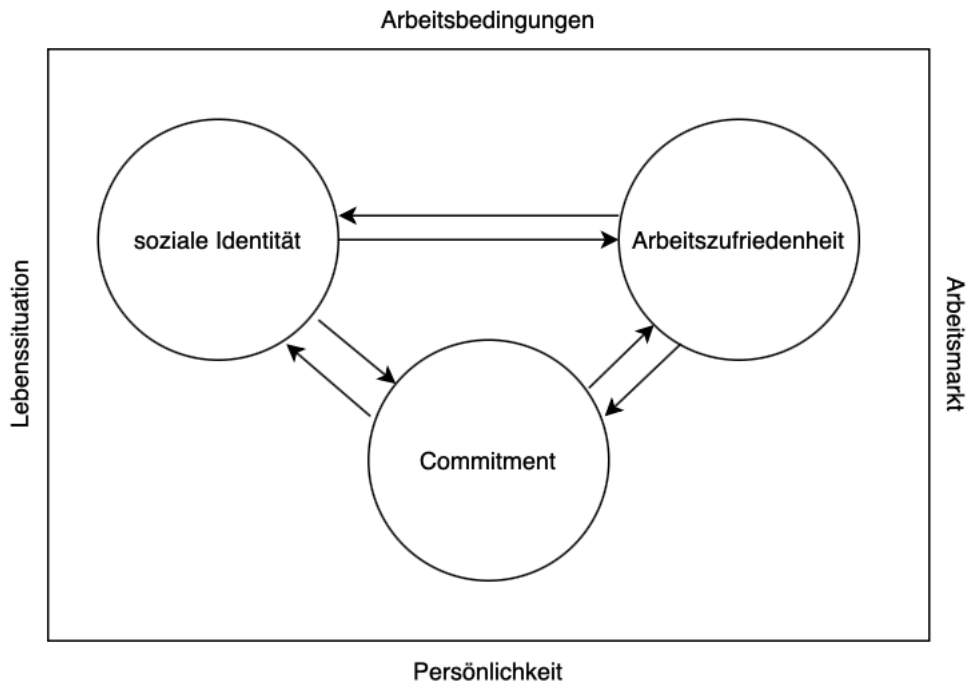 Arbeitsbedingungen
soziale Identität
Arbeitszufriedenheit
Lebenssituation
Arbeitsmarkt
Commitment
Persönlichkeit